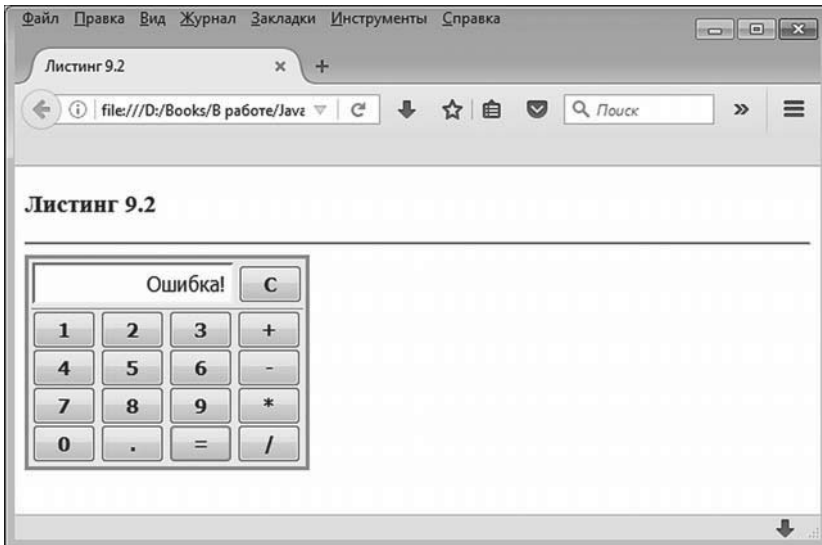 Файл Правка Вид Журнал Закладки Инструменты Справка
Листинг 9.2
file:///D:/Books/В работе/Java
Поиск
Листинг 9.2
Ошибка! C
1 2 3 +
4 5 6 -
7 8 9 *
0 . = /